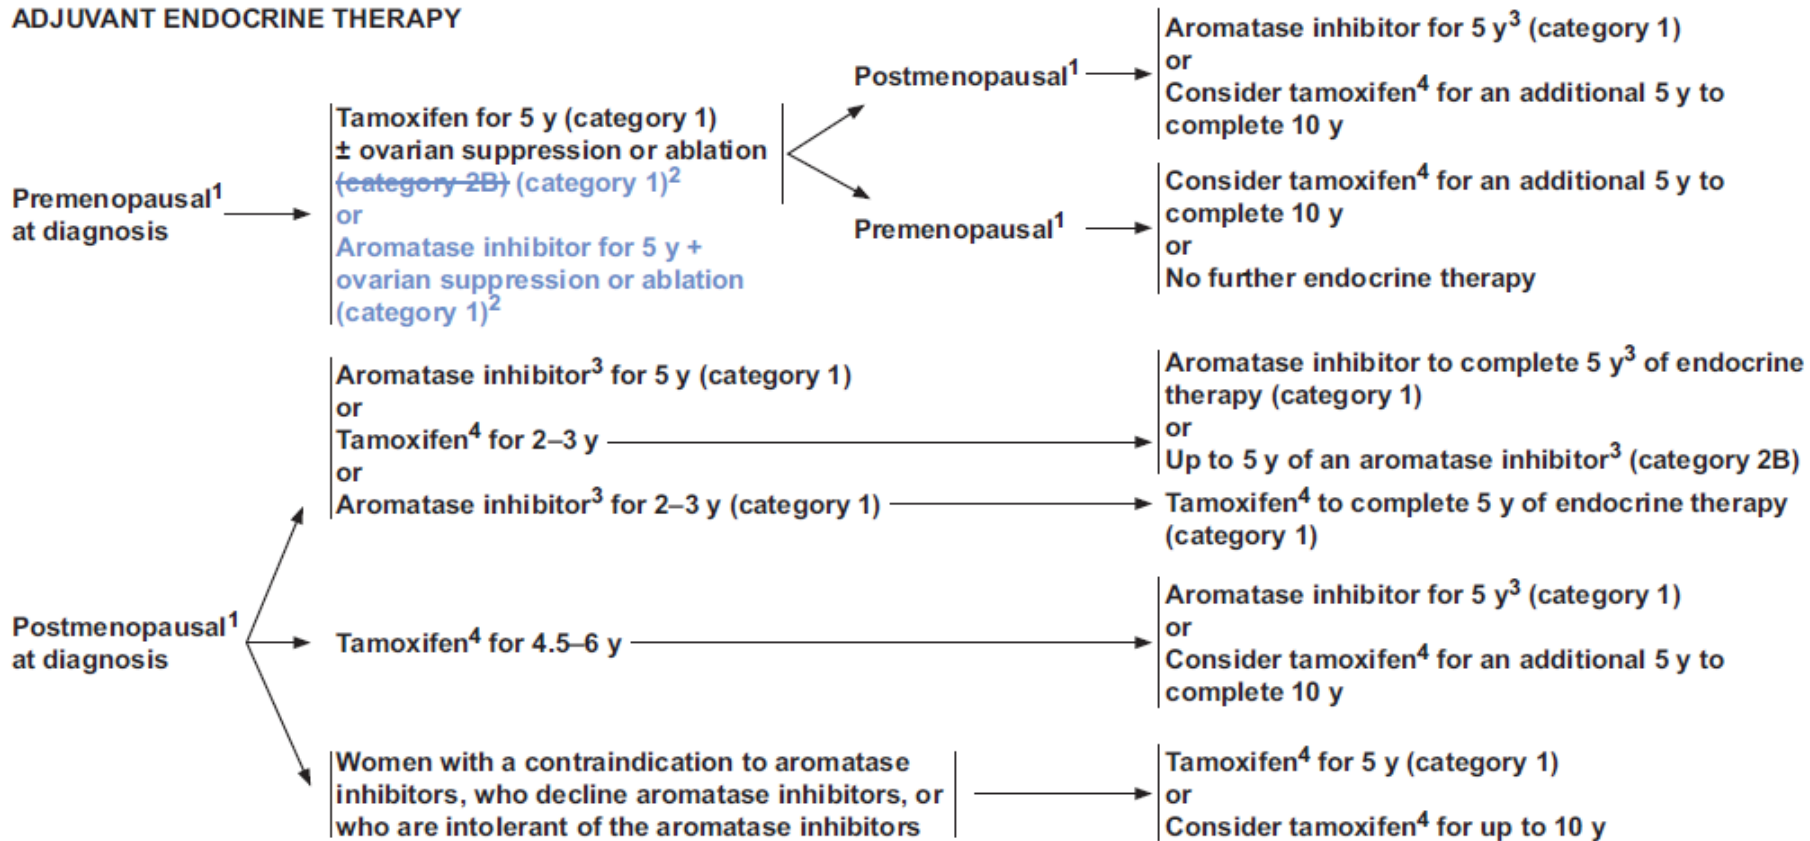 ADJUVANT ENDOCRINE THERAPY
Premenopausal¹
at diagnosis
Tamoxifen for 5 y (category 1)
± ovarian suppression or ablation
(category 2B) (category 1)²
or
Aromatase inhibitor for 5 y +
ovarian suppression or ablation
(category 1)²
Postmenopausal¹
Aromatase inhibitor for 5 y³ (category 1)
or
Consider tamoxifen⁴ for an additional 5 y to
complete 10 y
Premenopausal¹
Consider tamoxifen⁴ for an additional 5 y to
complete 10 y
or
No further endocrine therapy
Postmenopausal¹
at diagnosis
Aromatase inhibitor³ for 5 y (category 1)
or
Tamoxifen⁴ for 2–3 y
or
Aromatase inhibitor³ for 2–3 y (category 1)
Aromatase inhibitor to complete 5 y³ of endocrine
therapy (category 1)
or
Up to 5 y of an aromatase inhibitor³ (category 2B)
Tamoxifen⁴ to complete 5 y of endocrine therapy
(category 1)
Tamoxifen⁴ for 4.5–6 y
Aromatase inhibitor for 5 y³ (category 1)
or
Consider tamoxifen⁴ for an additional 5 y to
complete 10 y
Women with a contraindication to aromatase
inhibitors, who decline aromatase inhibitors, or
who are intolerant of the aromatase inhibitors
Tamoxifen⁴ for 5 y (category 1)
or
Consider tamoxifen⁴ for up to 10 y